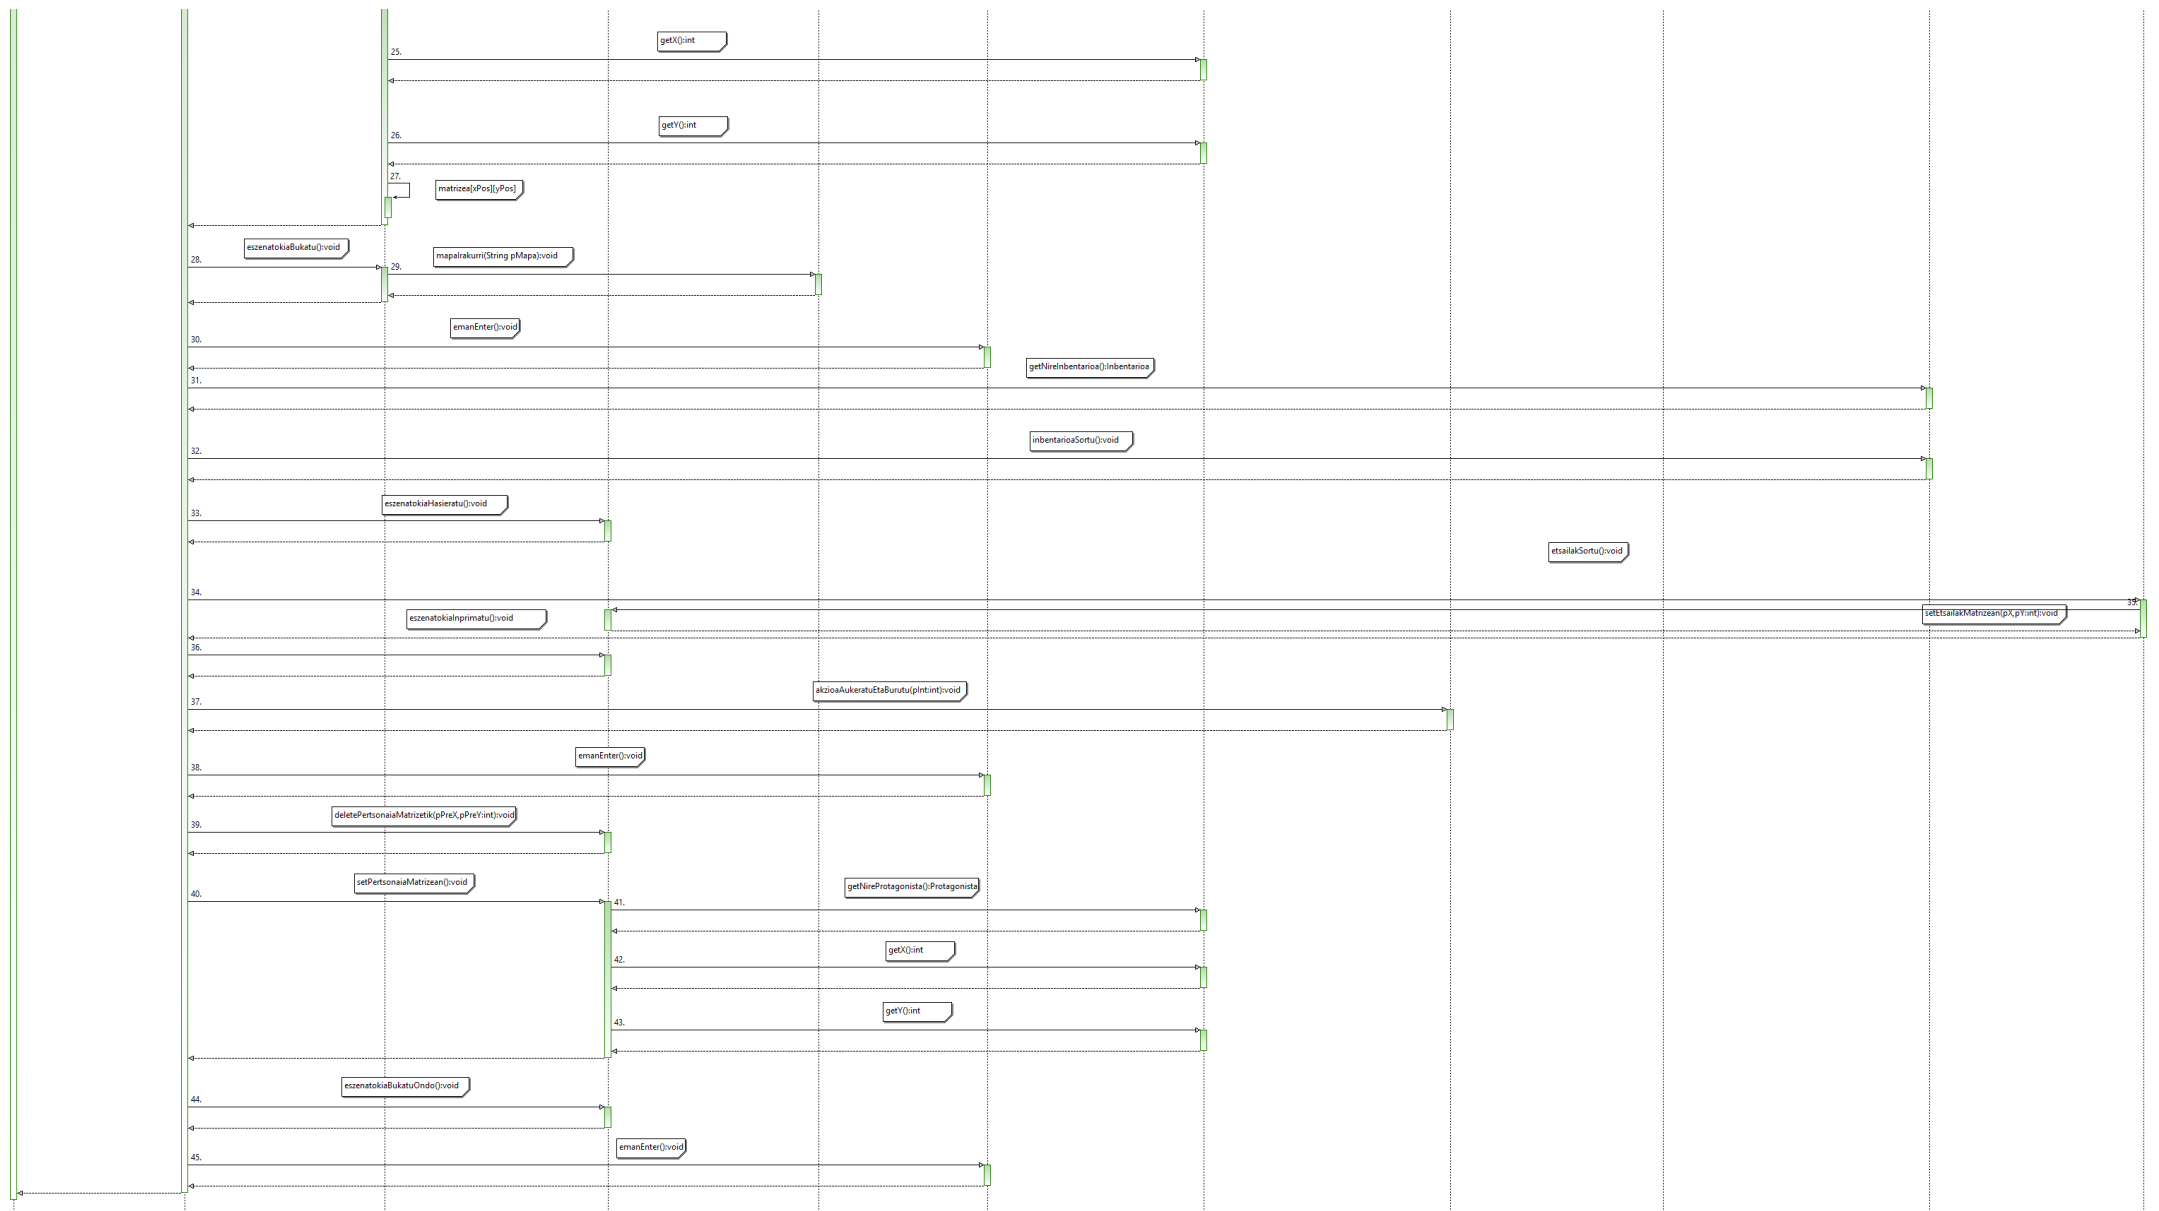 getX():int
25.
getY():int
26.
27.
matrizea[xPos][yPos]
eszenatokiaBukatu():void
28.
mapaIrakurri(String pMapa):void
29.
emanEnter():void
30.
getNireInbentarioa():Inbentarioa
31.
inbentarioaSortu():void
32.
eszenatokiaHasieratu():void
33.
etsailakSortu():void
34.
35.
setEtsailakMatrizean(pX,pY:int):void
eszenatokiaInprimatu():void
36.
akzioaAukeratuEtaBurutu(pInt:int):void
37.
emanEnter():void
38.
deletePertsonaiaMatrizetik(pPreX,pPreY:int):void
39.
setPertsonaiaMatrizean():void
40.
getNireProtagonista():Protagonista
41.
getX():int
42.
getY():int
43.
eszenatokiaBukatuOndo():void
44.
emanEnter():void
45.